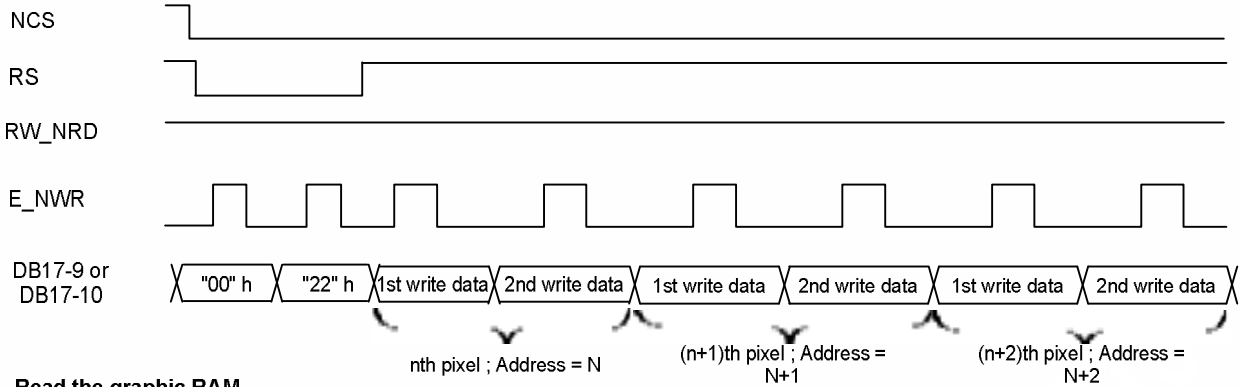 NCS
RS
RW_NRD
E_NWR
DB17-9 or
DB17-10
"00" h
"22" h
1st write data
2nd write data
1st write data
2nd write data
1st write data
2nd write data
nth pixel ; Address = N
(n+1)th pixel ; Address =
N+1
(n+2)th pixel ; Address =
N+2
Read the graphic RAM